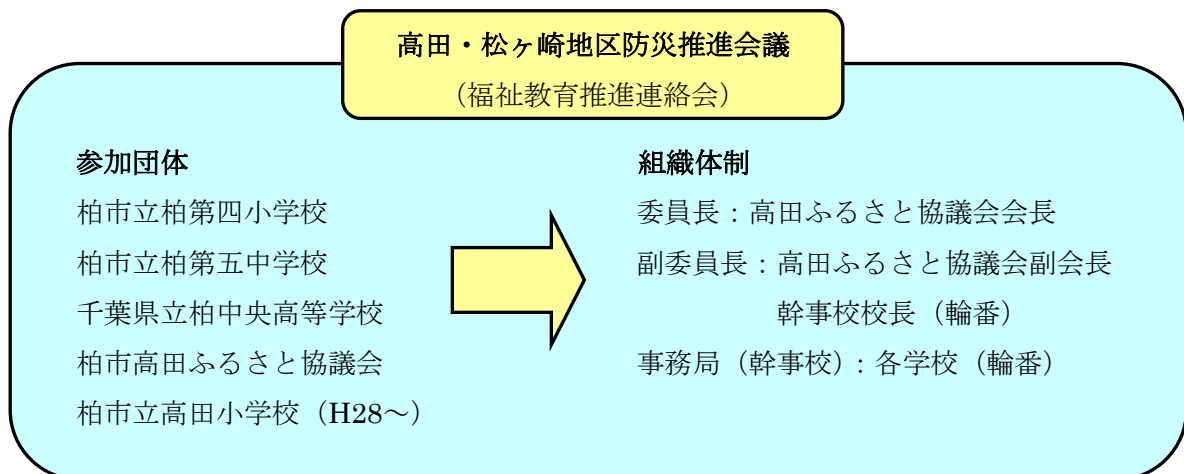 高田・松ヶ崎地区防災推進会議
（福祉教育推進連絡会）
参加団体
柏市立柏第四小学校
柏市立柏第五中学校
千葉県立柏中央高等学校
柏市高田ふるさと協議会
柏市立高田小学校（H28～）
組織体制
委員長：高田ふるさと協議会会長
副委員長：高田ふるさと協議会副会長
幹事校校長（輪番）
事務局（幹事校）：各学校（輪番）